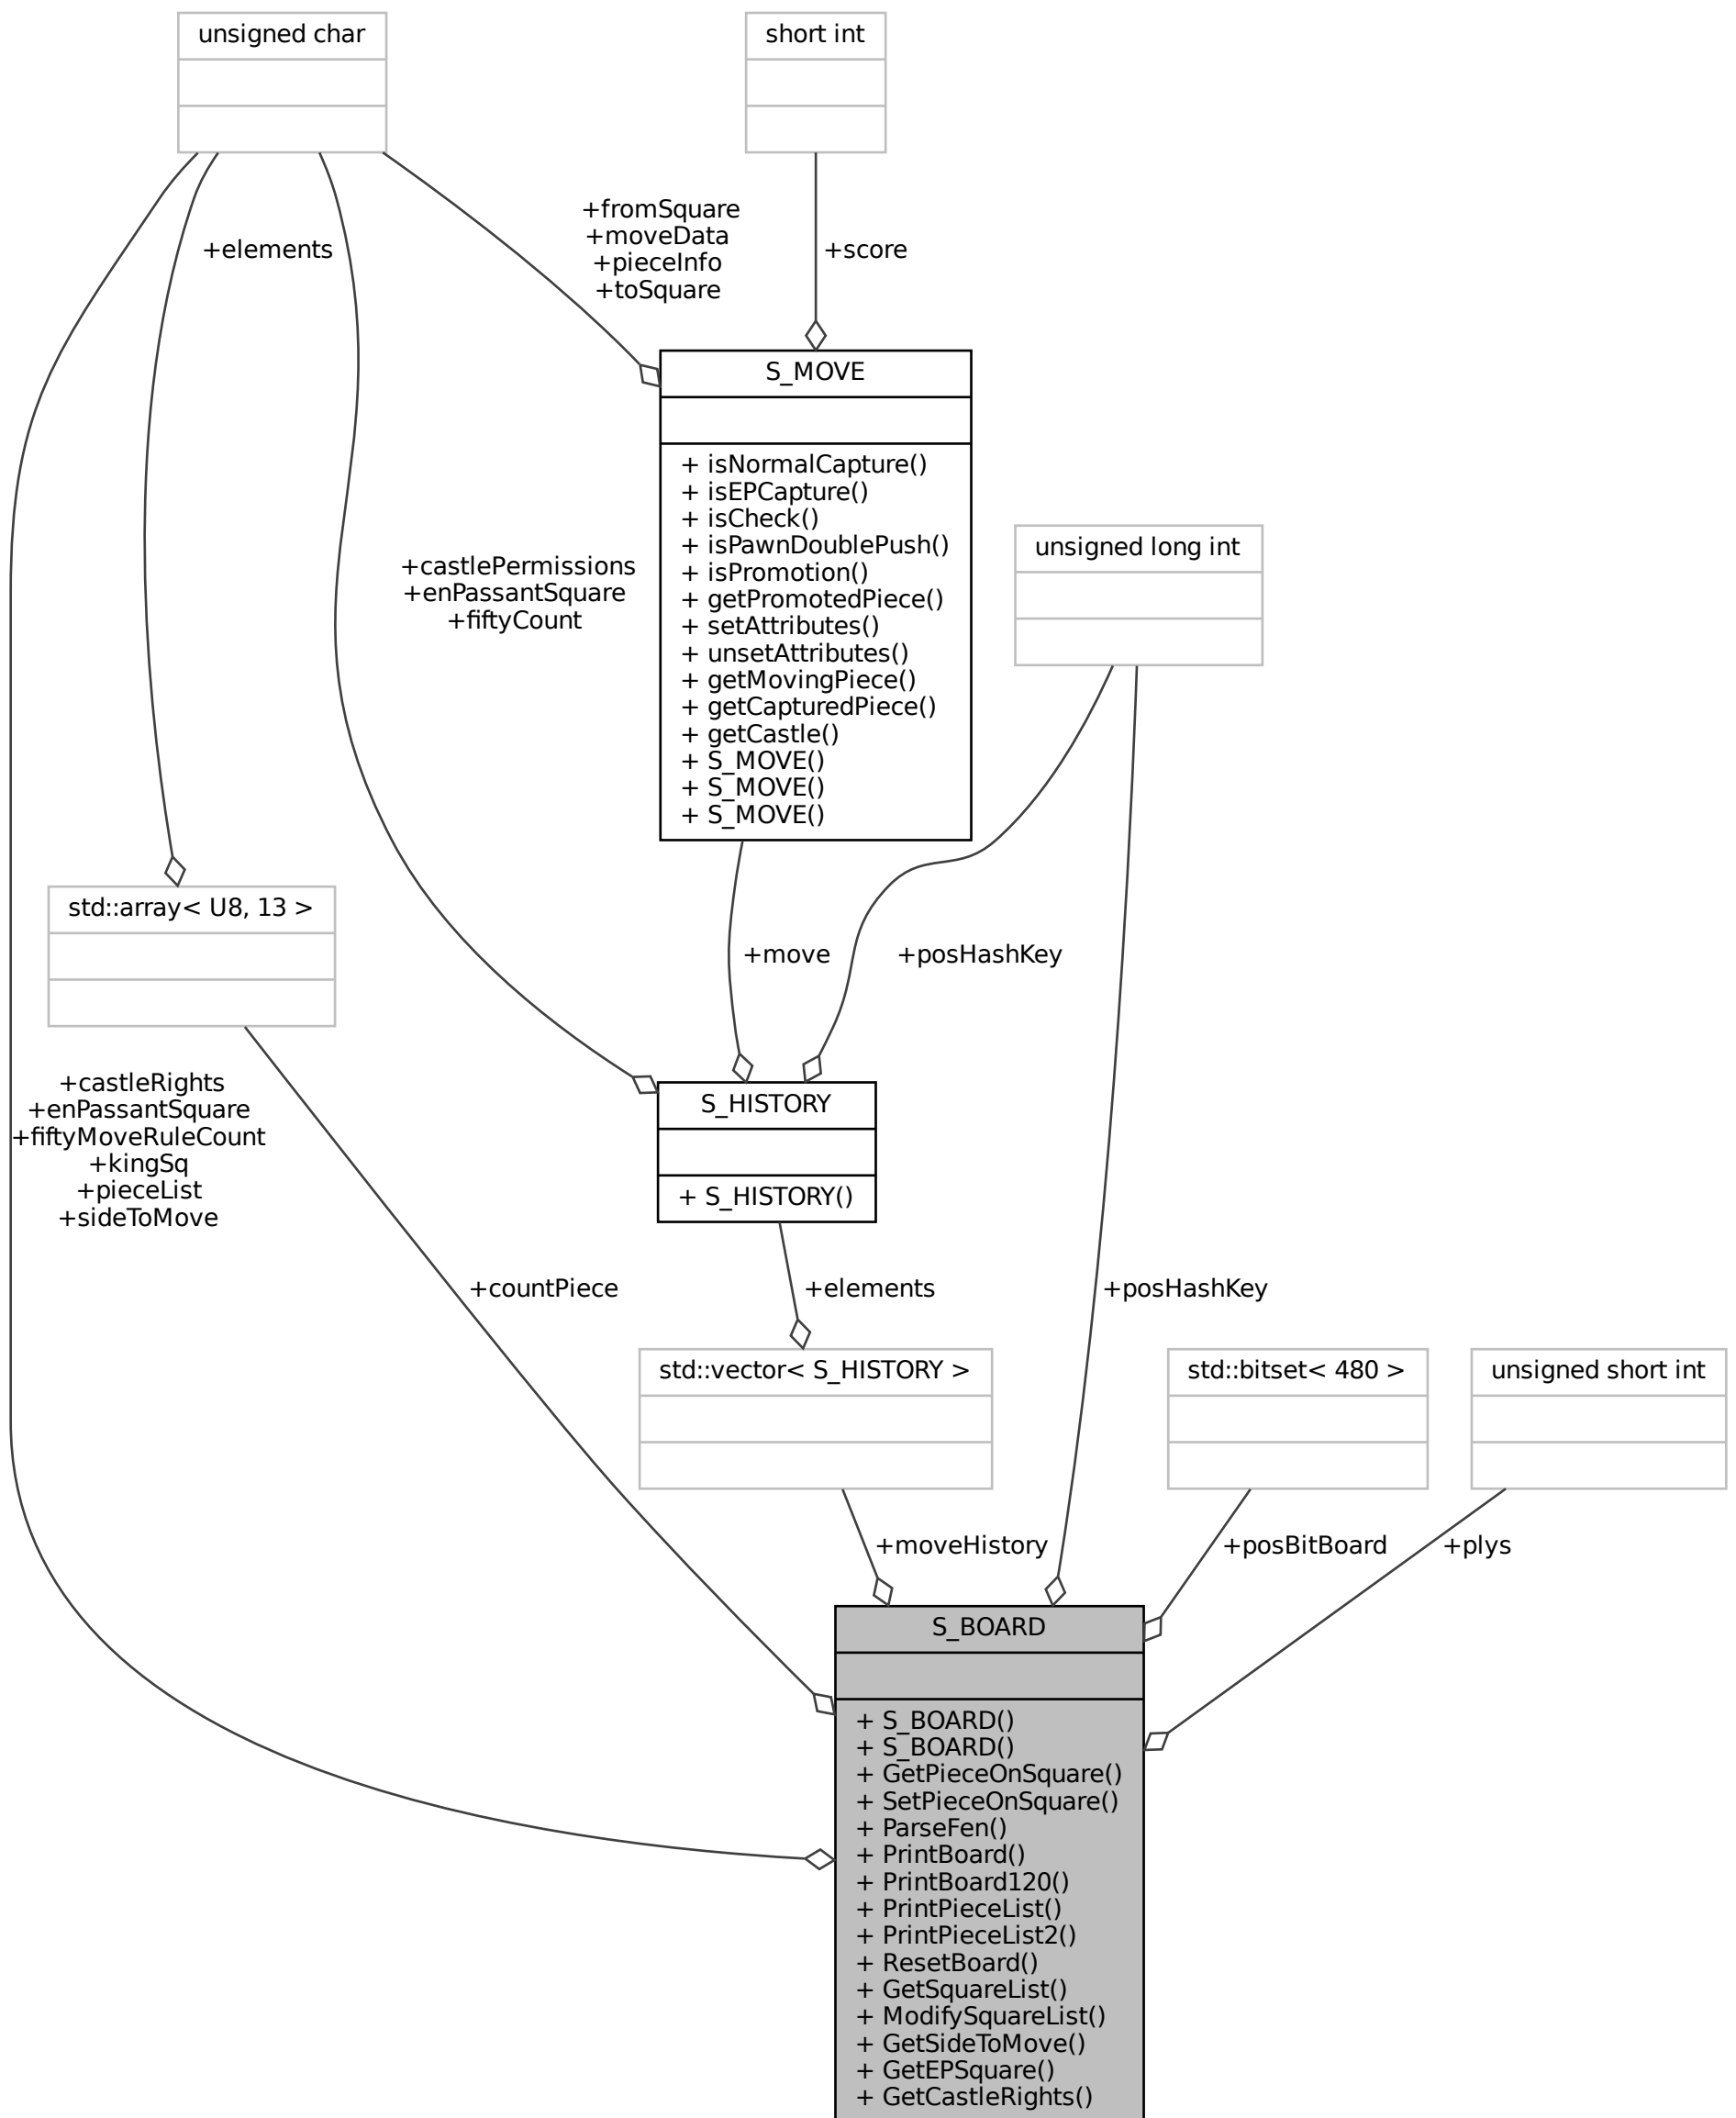 unsigned char
short int
+fromSquare
+moveData
+pieceInfo
+toSquare
+elements
+score
S_MOVE
+ isNormalCapture()
+ isEPCapture()
+ isCheck()
+ isPawnDoublePush()
+ isPromotion()
+ getPromotedPiece()
+ setAttributes()
+ unsetAttributes()
+ getMovingPiece()
+ getCapturedPiece()
+ getCastle()
+ S_MOVE()
+ S_MOVE()
+ S_MOVE()
unsigned long int
+castlePermissions
+enPassantSquare
+fiftyCount
std::array< U8, 13 >
+move
+posHashKey
+castleRights
+enPassantSquare
+fiftyMoveRuleCount
+kingSq
+pieceList
+sideToMove
S_HISTORY
+ S_HISTORY()
+countPiece
+elements
+posHashKey
std::vector< S_HISTORY >
std::bitset< 480 >
unsigned short int
+moveHistory
+posBitBoard
+plys
S_BOARD
+ S_BOARD()
+ S_BOARD()
+ GetPieceOnSquare()
+ SetPieceOnSquare()
+ ParseFen()
+ PrintBoard()
+ PrintBoard120()
+ PrintPieceList()
+ PrintPieceList2()
+ ResetBoard()
+ GetSquareList()
+ ModifySquareList()
+ GetSideToMove()
+ GetEPSquare()
+ GetCastleRights()